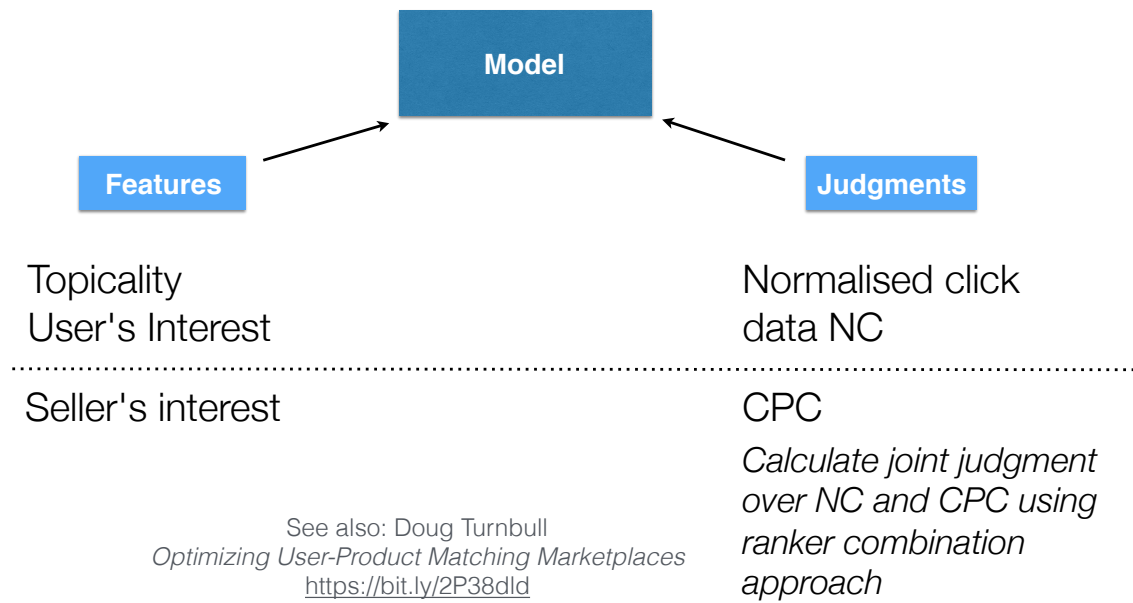 Model
Features
Judgments
Topicality
User's Interest
Normalised click
data NC
Seller's interest
CPC
Calculate joint judgment
over NC and CPC using
ranker combination
approach
See also: Doug Turnbull
Optimizing User-Product Matching Marketplaces
https://bit.ly/2P38dld